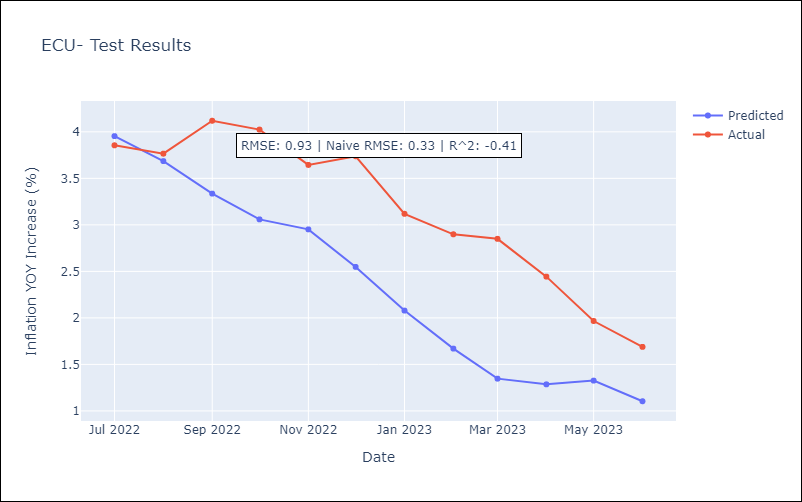 ECU- Test Results
Predicted
Actual
RMSE: 0.93 | Naive RMSE: 0.33 | R^2: -0.41
Inflation YOY Increase (%)
4
3.5
3
2.5
2
1.5
1
Jul 2022
Sep 2022
Nov 2022
Jan 2023
Mar 2023
May 2023
Date